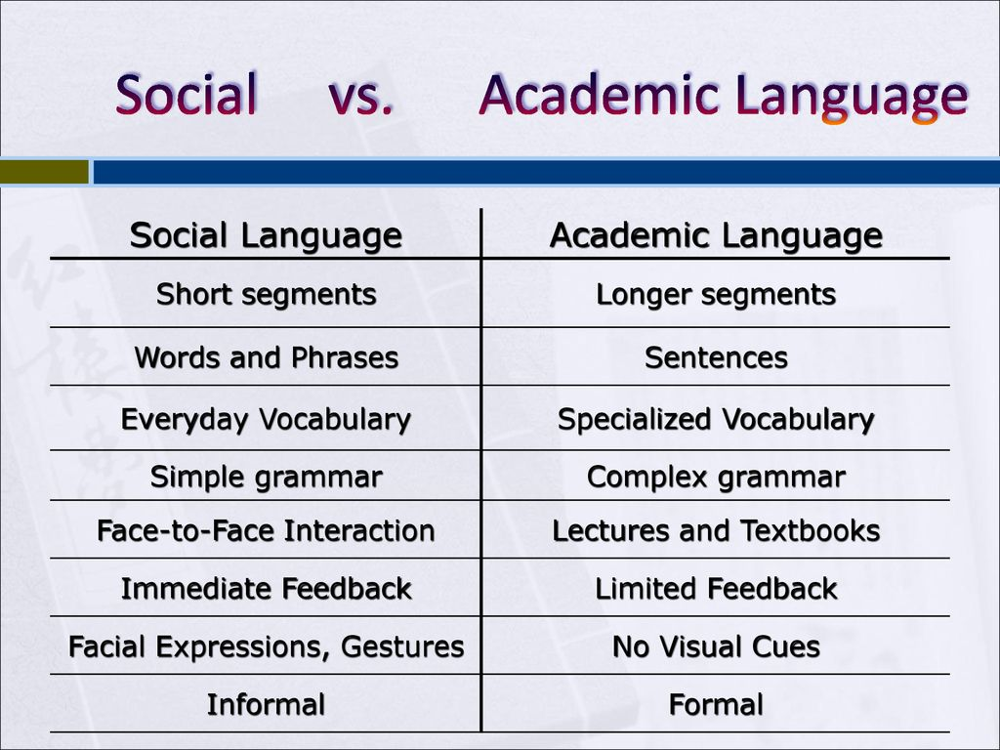 Social vs. Academic Language
Social Language Academic Language
Short segments Longer segments
Words and Phrases Sentences
Everyday Vocabulary Specialized Vocabulary
Simple grammar Complex grammar
Face-to-Face Interaction Lectures and Textbooks
Immediate Feedback Limited Feedback
Facial Expressions, Gestures No Visual Cues
Informal Formal